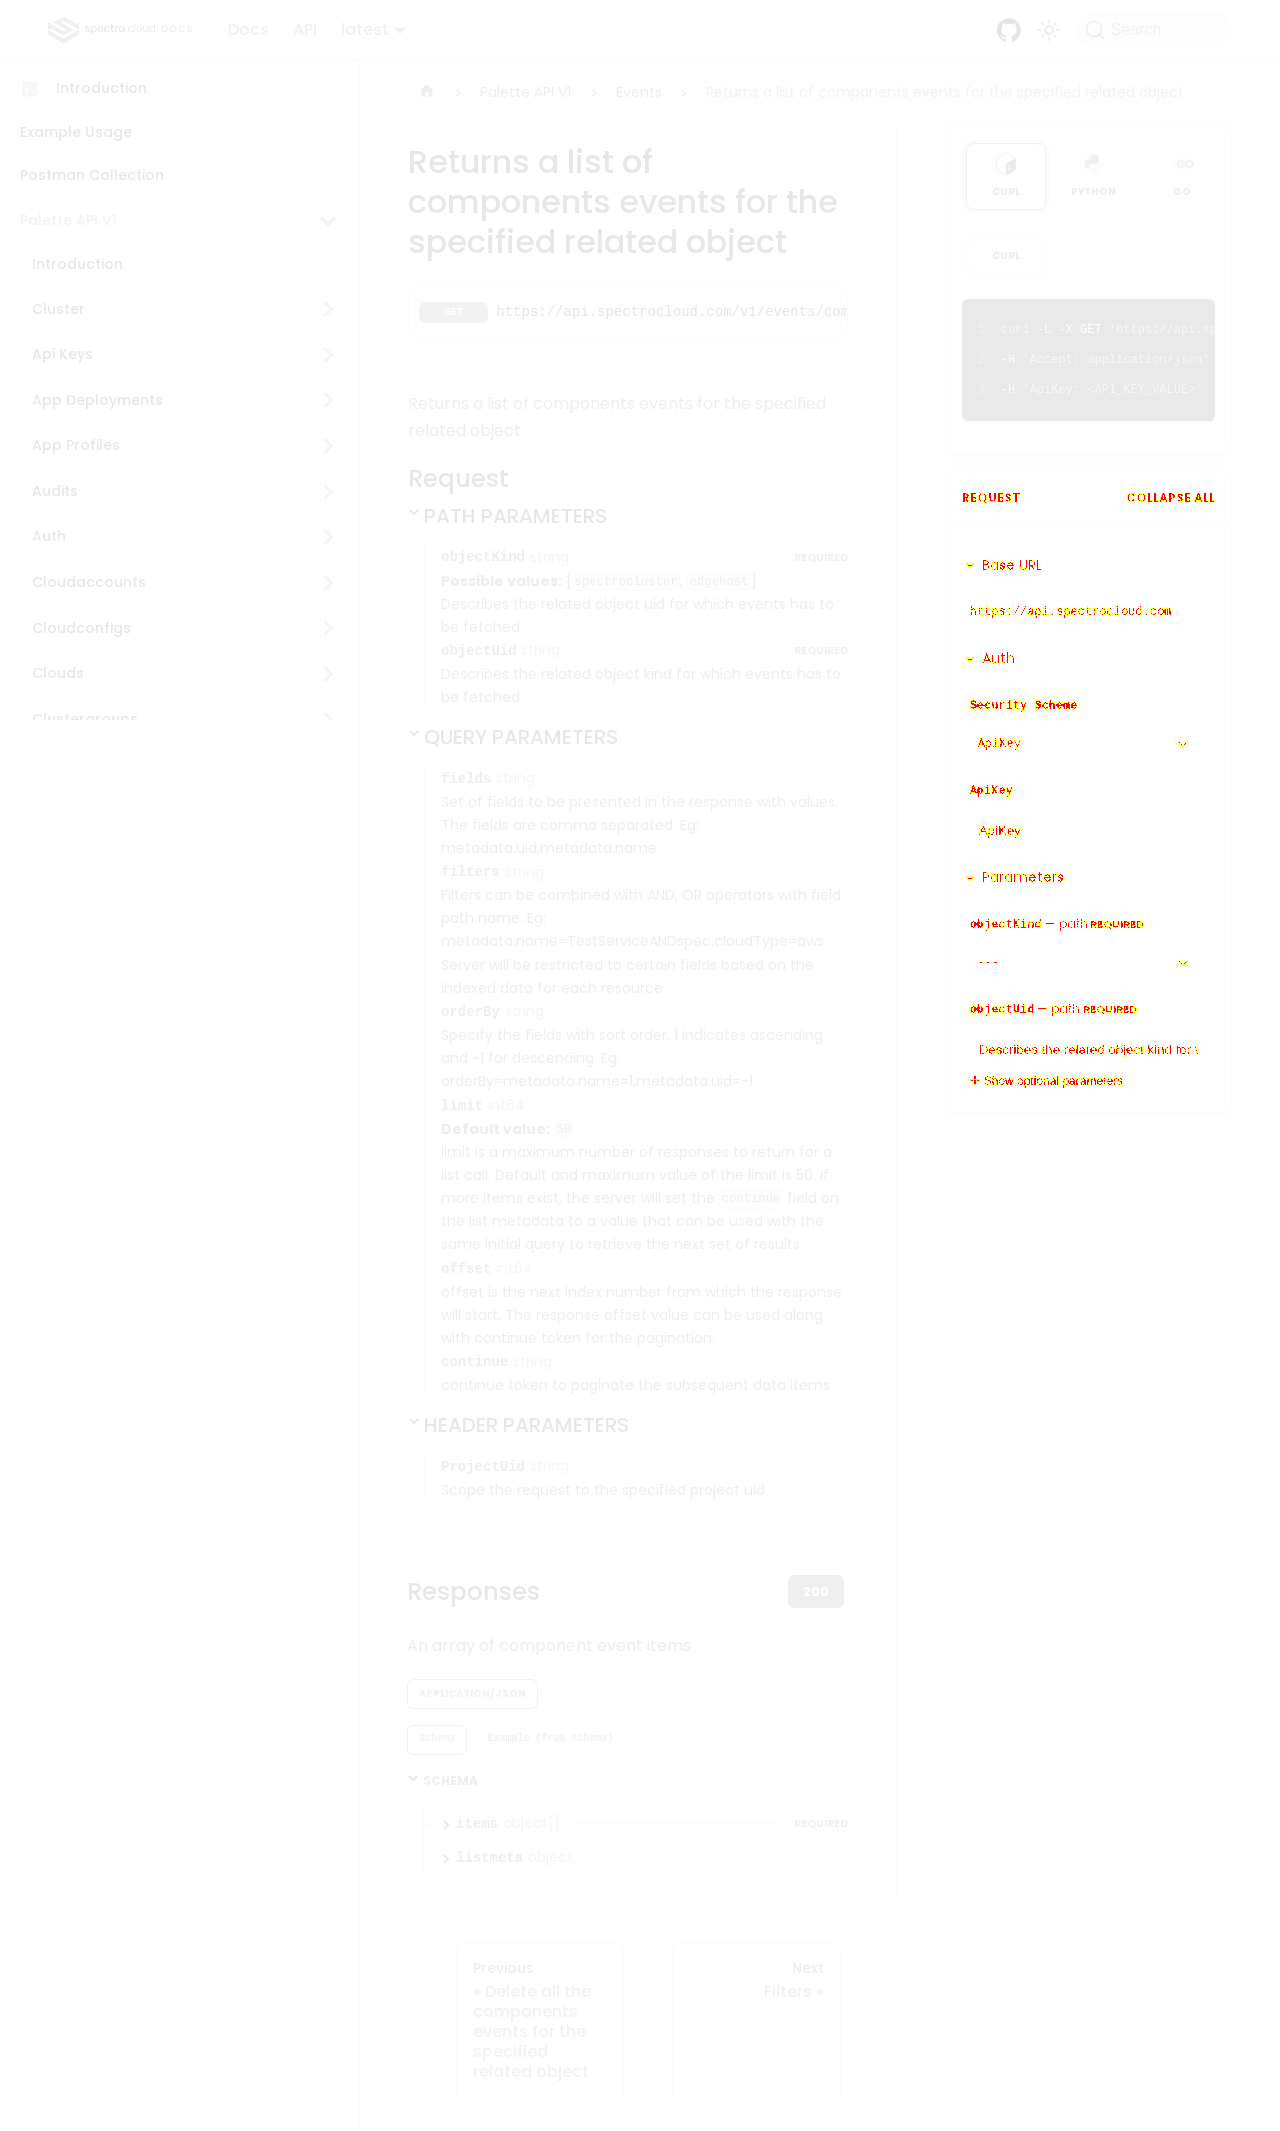 spectro cloud DOCS
Docs
API
latest
Search
Introduction
Example Usage
Postman Collection
Palette API V1
Introduction
Cluster
Api Keys
App Deployments
App Profiles
Audits
Auth
Cloudaccounts
Cloudconfigs
Clouds
Clustergroups
Palette API V1
Events
Returns a list of components events for the specified related object
Returns a list of
components events for the
specified related object
GET https://api.spectrocloud.com/v1/events/com
Returns a list of components events for the specified
related object
Request
PATH PARAMETERS
objectKind string REQUIRED
Possible values: [spectrocluster, edgehost]
Describes the related object uid for which events has to
be fetched
objectUid string REQUIRED
Describes the related object kind for which events has to
be fetched
QUERY PARAMETERS
fields string
Set of fields to be presented in the response with values.
The fields are comma separated. Eg:
metadata.uid,metadata.name
filters string
Filters can be combined with AND, OR operators with field
path name. Eg:
metadata.name=TestServiceANDspec.cloudType=aws
Server will be restricted to certain fields based on the
indexed data for each resource.
orderBy string
Specify the fields with sort order. 1 indicates ascending
and -1 for descending. Eg:
orderBy=metadata.name=1,metadata.uid=-1
limit int64
Default value: 50
limit is a maximum number of responses to return for a
list call. Default and maximum value of the limit is 50. If
more items exist, the server will set the continue field on
the list metadata to a value that can be used with the
same initial query to retrieve the next set of results.
offset int64
offset is the next index number from which the response
will start. The response offset value can be used along
with continue token for the pagination.
continue string
continue token to paginate the subsequent data items
HEADER PARAMETERS
ProjectUid string
Scope the request to the specified project uid
Responses
200
An array of component event items
APPLICATION/JSON
Schema
Example (from schema)
SCHEMA
items object[] REQUIRED
listmeta object
Previous
« Delete all the
components
events for the
specified
related object
Next
Filters »
CURL
PYTHON
GO
CURL
1 curl -L -X GET 'https://api.sp
2 -H 'Accept: application/json'
3 -H 'ApiKey: <API_KEY_VALUE>'
REQUEST
COLLAPSE ALL
Base URL
https://api.spectrocloud.com
Auth
Security Scheme
ApiKey
ApiKey
ApiKey
Parameters
objectKind — path REQUIRED
---
objectUid — path REQUIRED
Describes the related object kind for
Show optional parameters